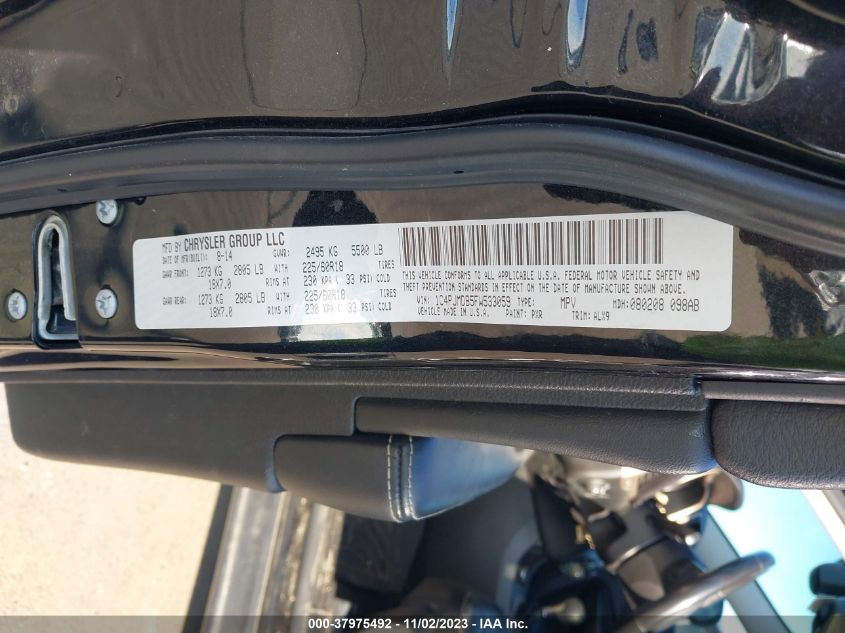 MFD BY CHRYSLER GROUP LLC
DATE OF MFR(BUILT): 8-14 GVWR: 2495 KG 5500 LB
GAWR FRONT: 1273 KG 2805 LB WITH 225/60R18 TIRES
18X7.0 RIMS AT 230 KPA ( 33 PSI) COLD
GAWR REAR: 1273 KG 2805 LB WITH 225/60R18 TIRES
18X7.0 RIMS AT 230 KPA ( 33 PSI) COLD
THIS VEHICLE CONFORMS TO ALL APPLICABLE U.S.A. FEDERAL MOTOR VEHICLE SAFETY AND
THEFT PREVENTION STANDARDS IN EFFECT ON THE DATE OF MANUFACTURE SHOWN ABOVE.
VIN: 1C4PJMDB5FW533059 TYPE: MPV MDH: 080208 098AB
VEHICLE MADE IN U.S.A. PAINT: PXR TRIM: ALX9
000-37975492 - 11/02/2023 - IAAI.com